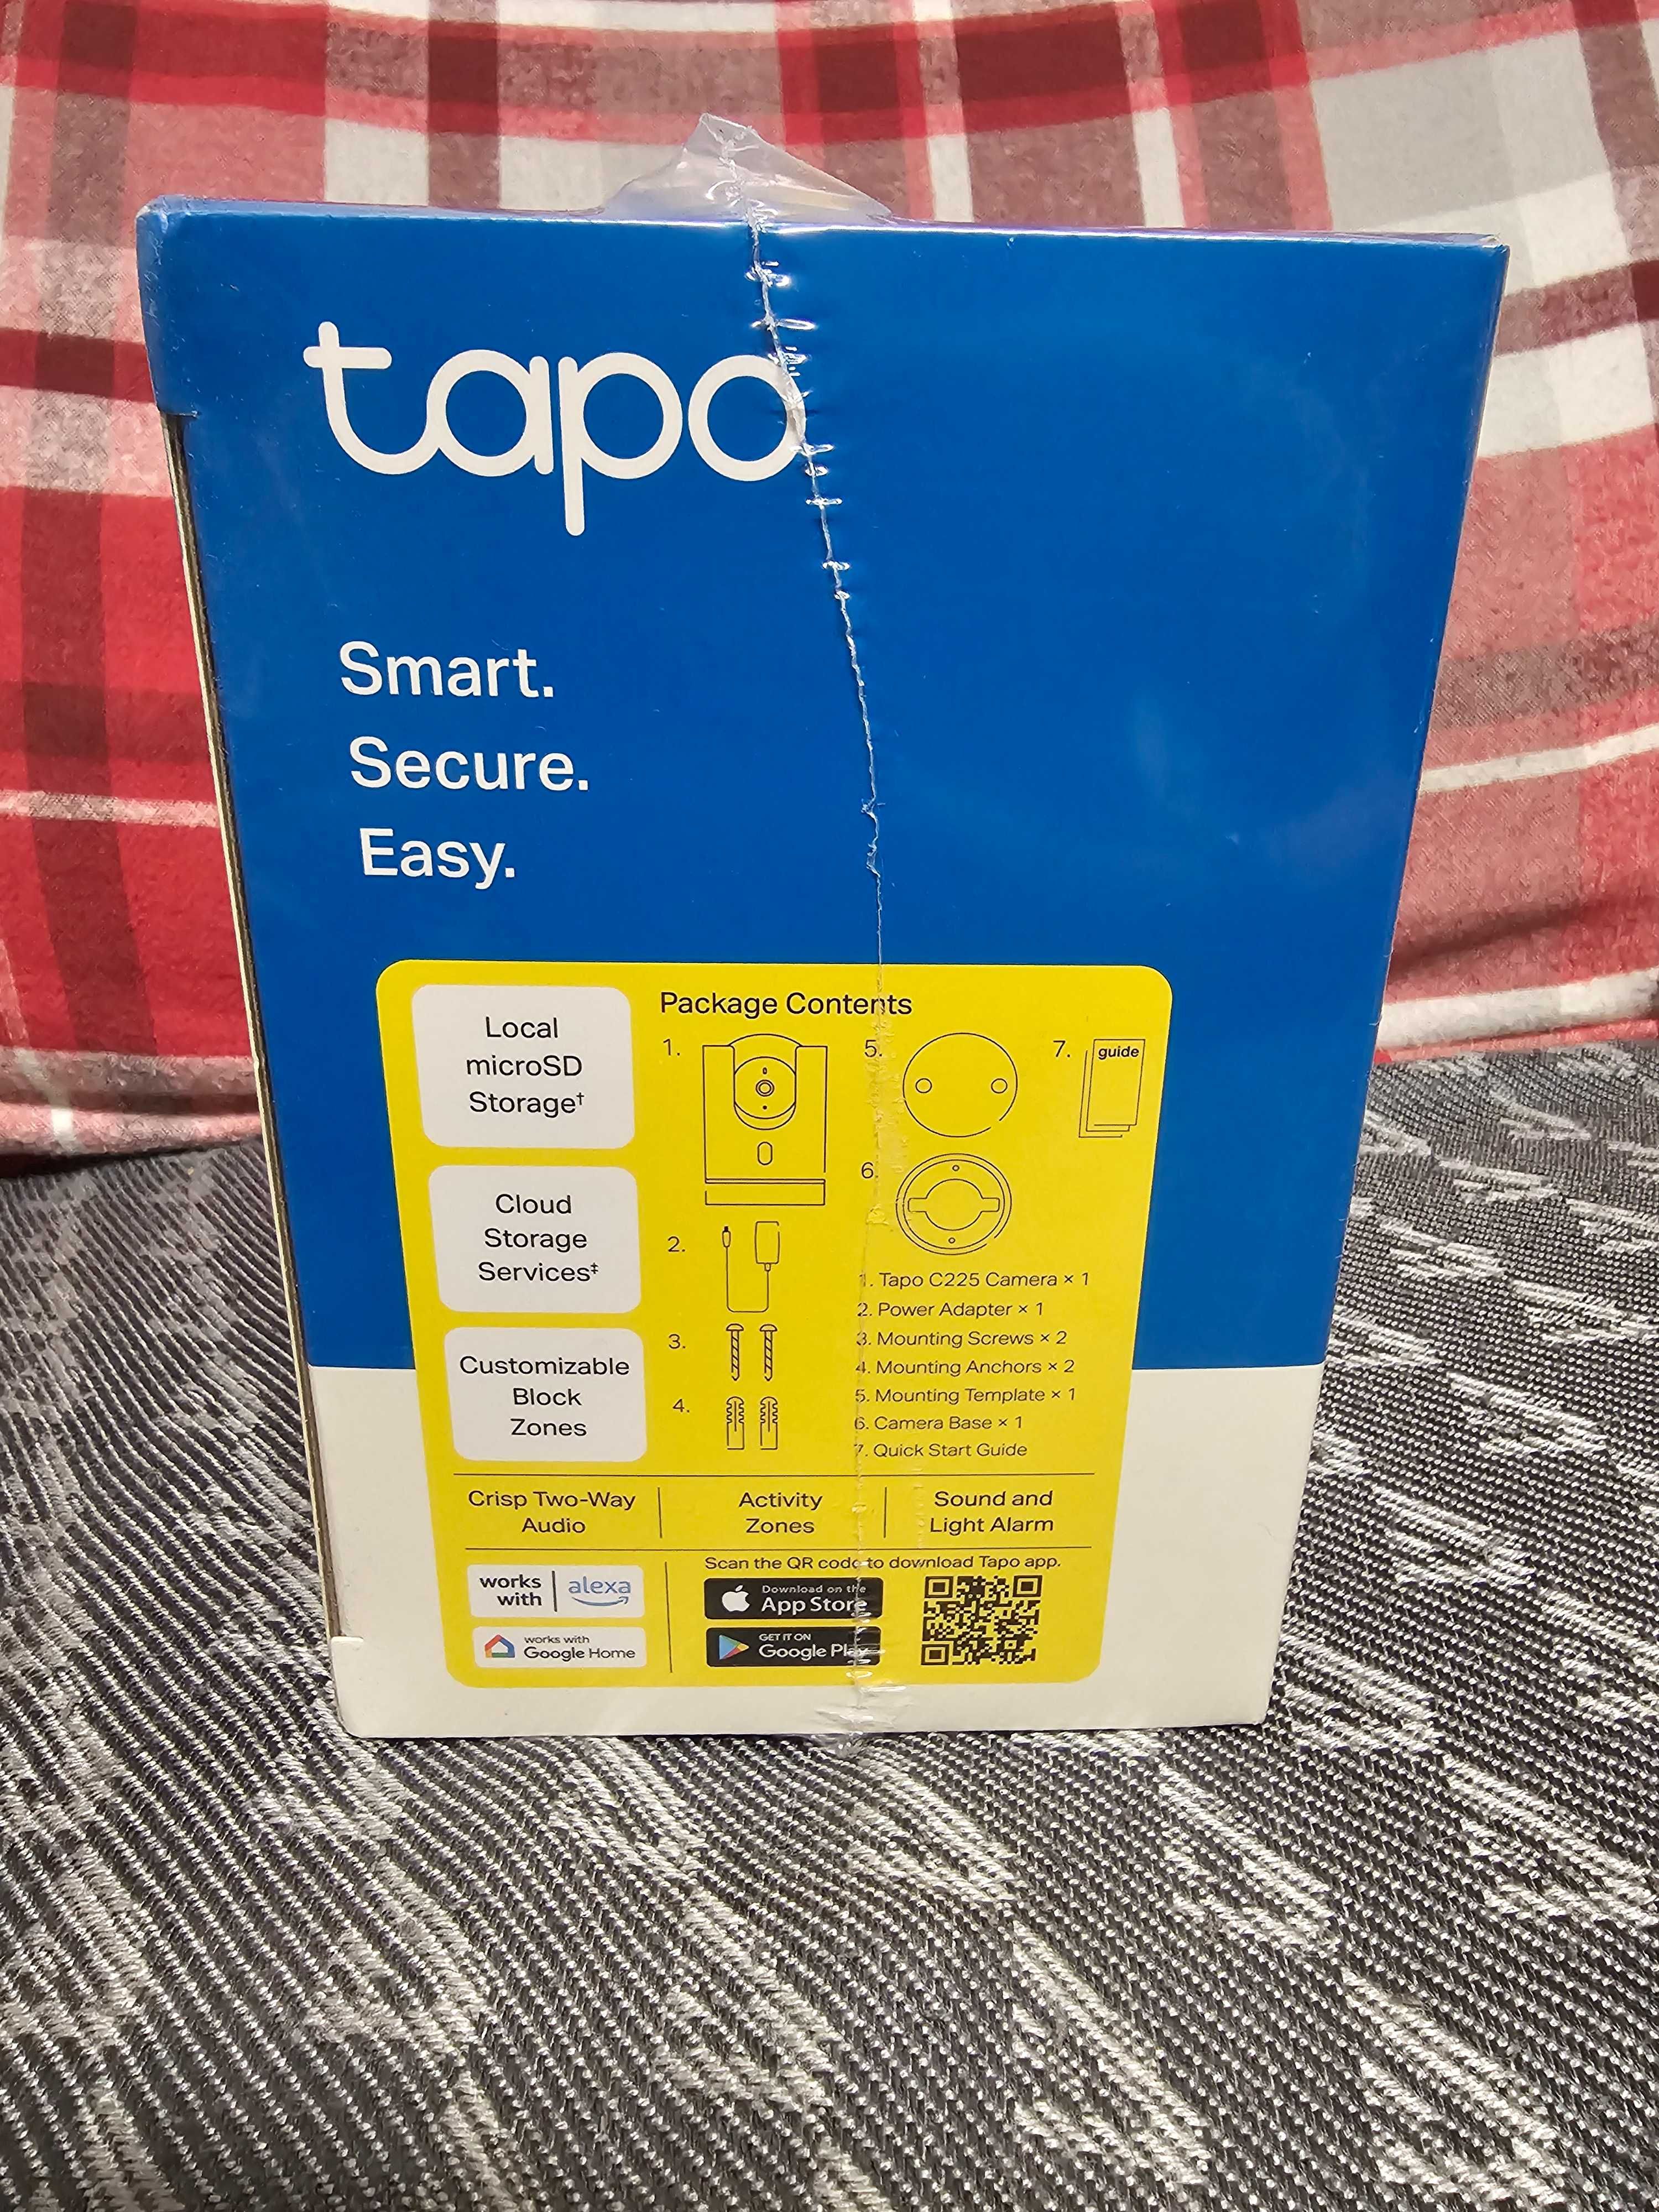 tapo
Smart.
Secure.
Easy.
Local
microSD
Storage†
Cloud
Storage
Services‡
Customizable
Block
Zones
Package Contents
1.
2.
3.
4.
5.
6.
7.
guide
1. Tapo C225 Camera × 1
2. Power Adapter × 1
3. Mounting Screws × 2
4. Mounting Anchors × 2
5. Mounting Template × 1
6. Camera Base × 1
7. Quick Start Guide
Crisp Two-Way
Audio
Activity
Zones
Sound and
Light Alarm
works
with
alexa
works with
Google Home
Scan the QR code to download Tapo app.
Download on the
App Store
GET IT ON
Google Play